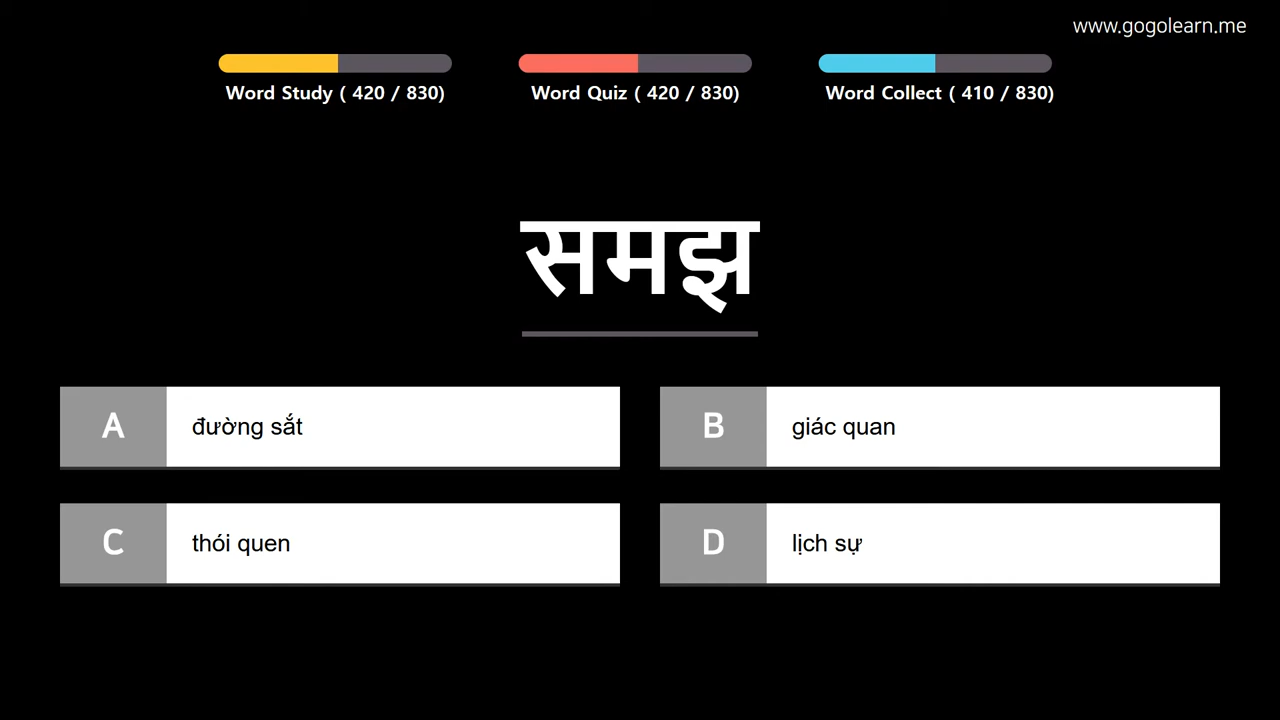 www.gogolearn.me
Word Study ( 420 / 830)
Word Quiz ( 420 / 830)
Word Collect ( 410 / 830)
समझ
A
đường sắt
B
giác quan
C
thói quen
D
lịch sự